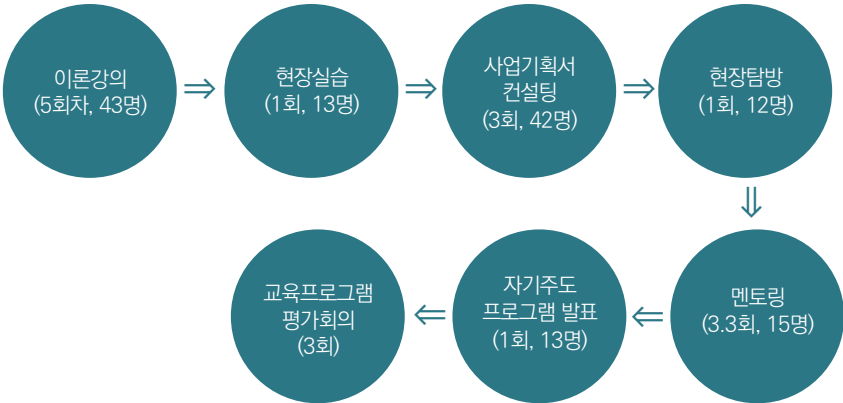 이론강의
(5회차, 43명)
현장실습
(1회, 13명)
사업기획서
컨설팅
(3회, 42명)
현장탐방
(1회, 12명)
멘토링
(3.3회, 15명)
자기주도
프로그램 발표
(1회, 13명)
교육프로그램
평가회의
(3회)